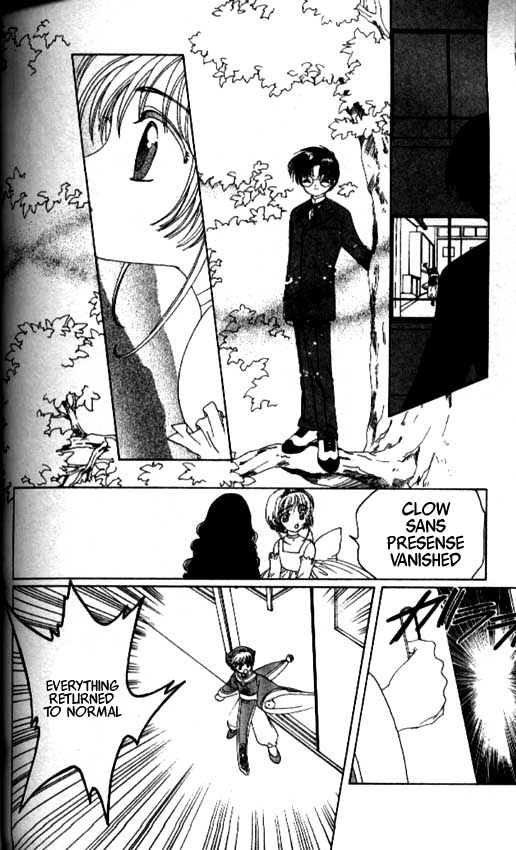 CLOW
SANS
PRESENSE
VANISHED
EVERYTHING
RETURNED
TO NORMAL